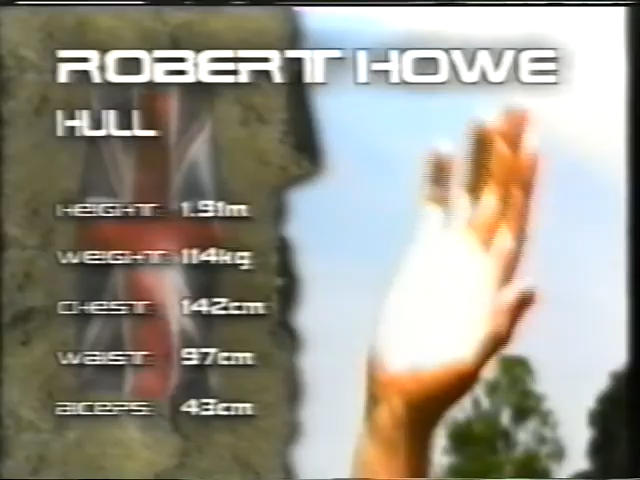 ROBERT HOWE
HULL
HEIGHT: 1.91m
WEIGHT: 114kg
CHEST: 142cm
WAIST: 97cm
BICEPS: 43cm